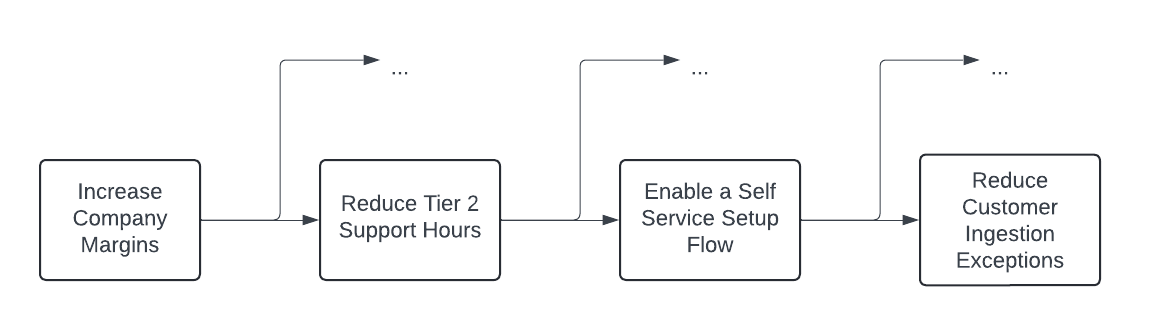 ...
...
...
Increase
Company
Margins
Reduce Tier 2
Support Hours
Enable a Self
Service Setup
Flow
Reduce
Customer
Ingestion
Exceptions